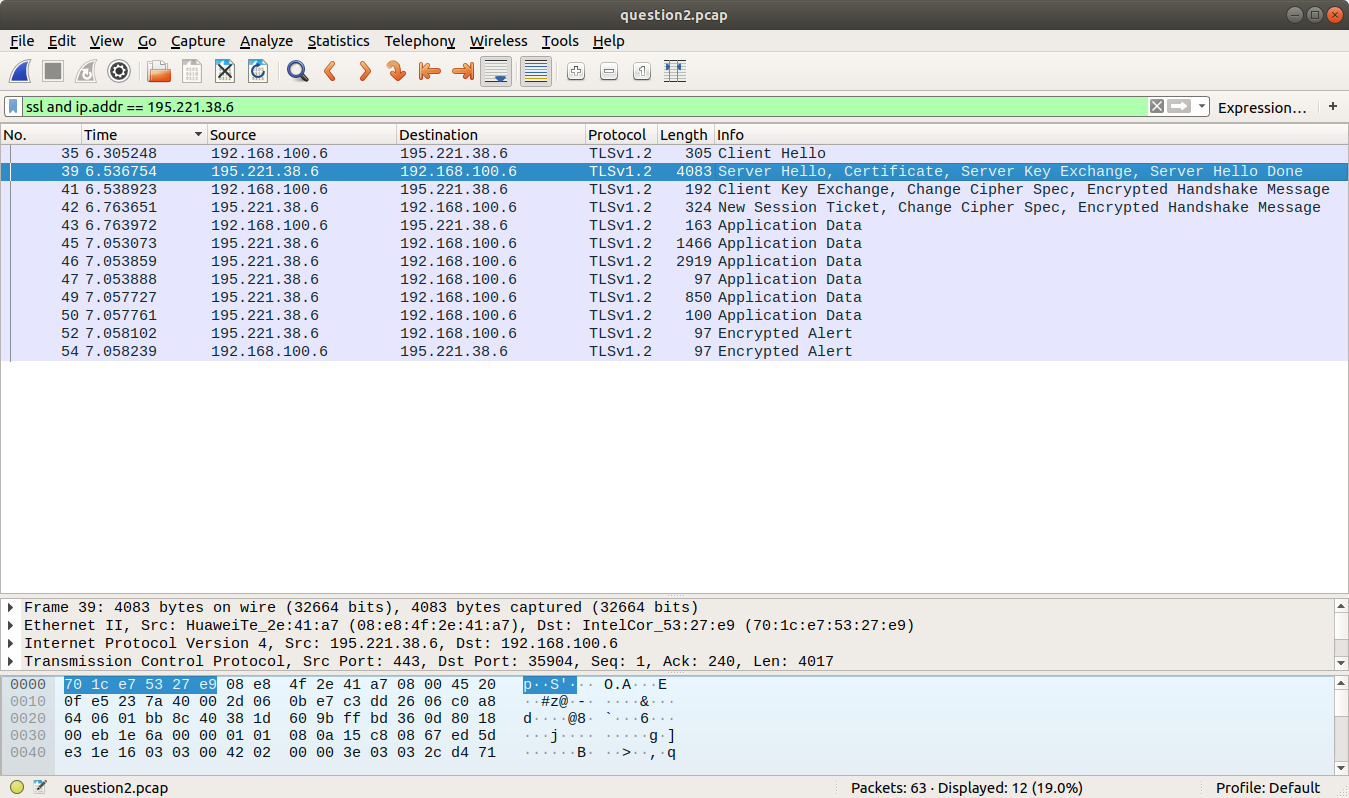 question2.pcap
File Edit View Go Capture Analyze Statistics Telephony Wireless Tools Help
ssl and ip.addr == 195.221.38.6 Expression… +
No. Time Source Destination Protocol Length Info
35 6.305248 192.168.100.6 195.221.38.6 TLSv1.2 305 Client Hello
39 6.536754 195.221.38.6 192.168.100.6 TLSv1.2 4083 Server Hello, Certificate, Server Key Exchange, Server Hello Done
41 6.538923 192.168.100.6 195.221.38.6 TLSv1.2 192 Client Key Exchange, Change Cipher Spec, Encrypted Handshake Message
42 6.763651 195.221.38.6 192.168.100.6 TLSv1.2 324 New Session Ticket, Change Cipher Spec, Encrypted Handshake Message
43 6.763972 192.168.100.6 195.221.38.6 TLSv1.2 163 Application Data
45 7.053073 195.221.38.6 192.168.100.6 TLSv1.2 1466 Application Data
46 7.053859 195.221.38.6 192.168.100.6 TLSv1.2 2919 Application Data
47 7.053888 195.221.38.6 192.168.100.6 TLSv1.2 97 Application Data
49 7.057727 195.221.38.6 192.168.100.6 TLSv1.2 850 Application Data
50 7.057761 195.221.38.6 192.168.100.6 TLSv1.2 100 Application Data
52 7.058102 195.221.38.6 192.168.100.6 TLSv1.2 97 Encrypted Alert
54 7.058239 192.168.100.6 195.221.38.6 TLSv1.2 97 Encrypted Alert
Frame 39: 4083 bytes on wire (32664 bits), 4083 bytes captured (32664 bits)
Ethernet II, Src: HuaweiTe_2e:41:a7 (08:e8:4f:2e:41:a7), Dst: IntelCor_53:27:e9 (70:1c:e7:53:27:e9)
Internet Protocol Version 4, Src: 195.221.38.6, Dst: 192.168.100.6
Transmission Control Protocol, Src Port: 443, Dst Port: 35904, Seq: 1, Ack: 240, Len: 4017
0000 70 1c e7 53 27 e9 08 e8 4f 2e 41 a7 08 00 45 20 p··S'··· O.A···E
0010 0f e5 23 7a 40 00 2d 06 0b e7 c3 dd 26 06 c0 a8 ··#z@·-· ····&···
0020 64 06 01 bb 8c 40 38 1d 60 9b ff bd 36 0d 80 18 d····@8· `···6···
0030 00 eb 1e 6a 00 00 01 01 08 0a 15 c8 08 67 ed 5d ···j···· ·····g·]
0040 e3 1e 16 03 03 00 42 02 00 00 3e 03 03 2c d4 71 ······B· ··>··,·q
question2.pcap Packets: 63 · Displayed: 12 (19.0%) Profile: Default